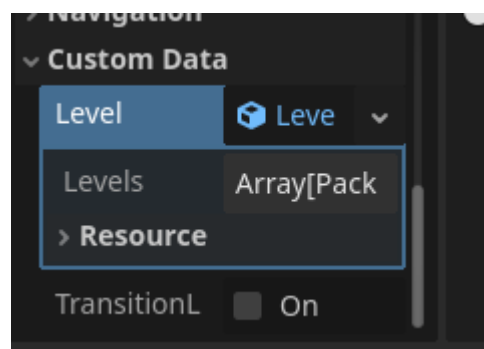 Navigation
Custom Data
Level Leve
Levels Array[Pack
Resource
TransitionL On